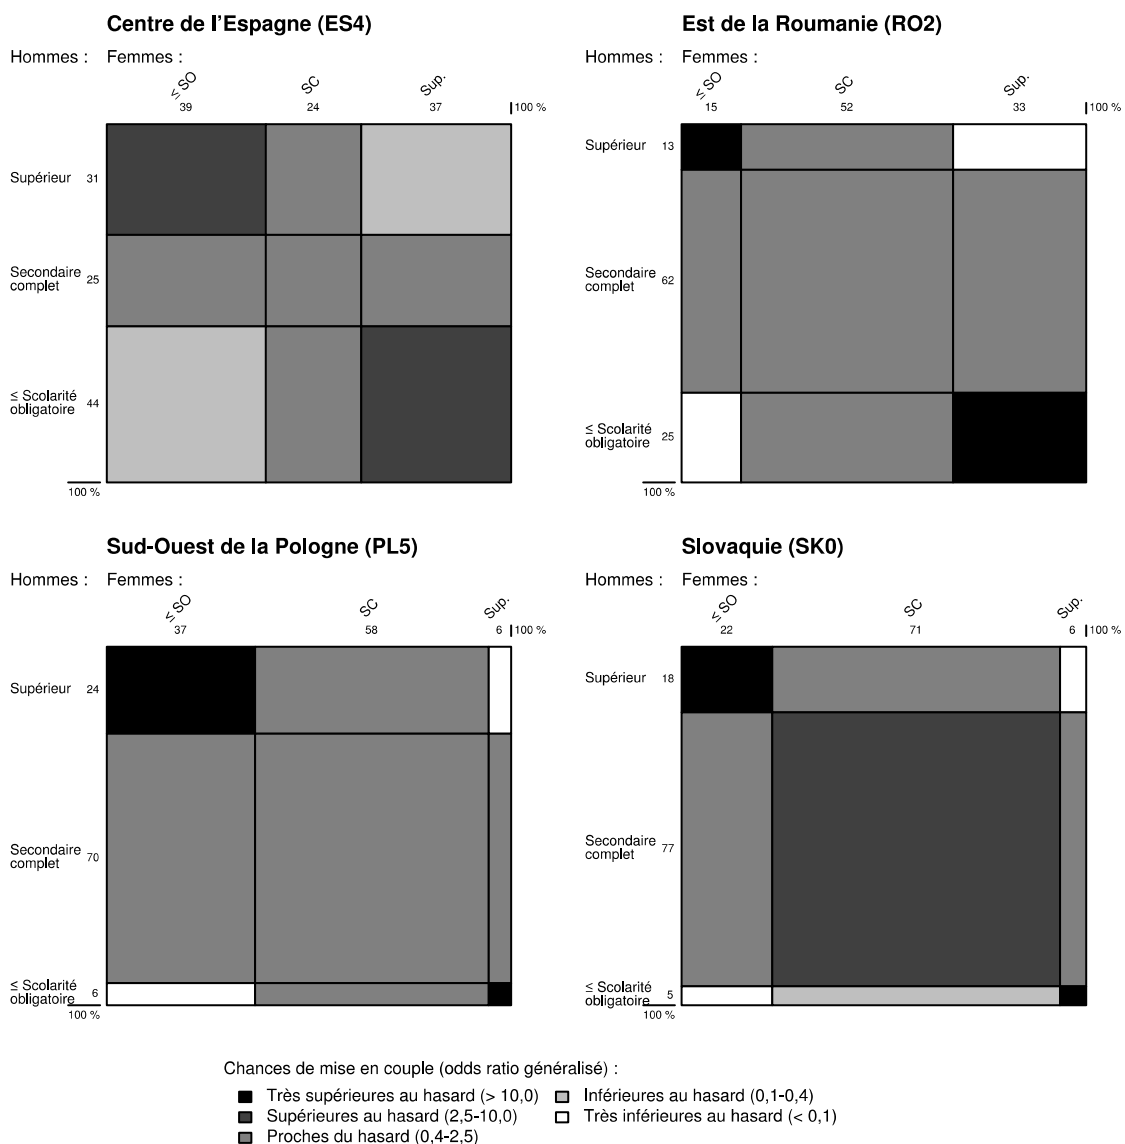 Centre de l'Espagne (ES4)
Hommes : Femmes :
≤ SO SC Sup.
39 24 37 100 %
Supérieur 31
Secondaire
complet 25
≤ Scolarité
obligatoire 44
100 %
Est de la Roumanie (RO2)
Hommes : Femmes :
≤ SO SC Sup.
15 52 33 100 %
Supérieur 13
Secondaire
complet 62
≤ Scolarité
obligatoire 25
100 %
Sud-Ouest de la Pologne (PL5)
Hommes : Femmes :
≤ SO SC Sup.
37 58 6 100 %
Supérieur 24
Secondaire
complet 70
≤ Scolarité
obligatoire 6
100 %
Slovaquie (SK0)
Hommes : Femmes :
≤ SO SC Sup.
22 71 6 100 %
Supérieur 18
Secondaire
complet 77
≤ Scolarité
obligatoire 5
100 %
Chances de mise en couple (odds ratio généralisé) :
Très supérieures au hasard (> 10,0)
Supérieures au hasard (2,5-10,0)
Proches du hasard (0,4-2,5)
Inférieures au hasard (0,1-0,4)
Très inférieures au hasard (< 0,1)